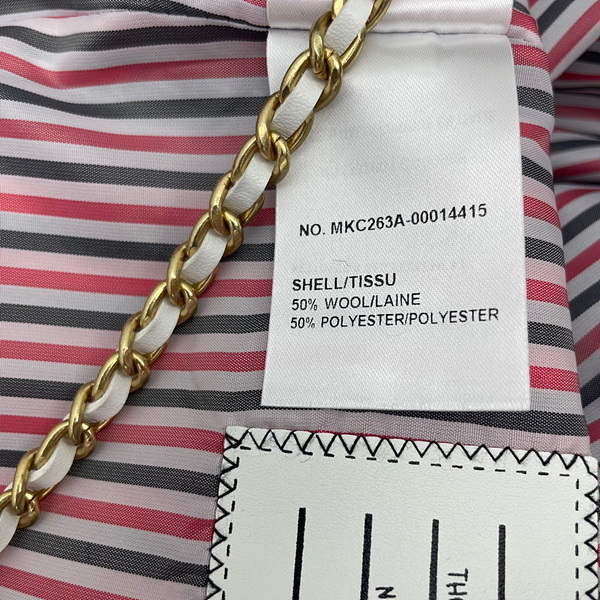 NO. MKC263A-00014415
SHELL/TISSU
50% WOOL/LAINE
50% POLYESTER/POLYESTER